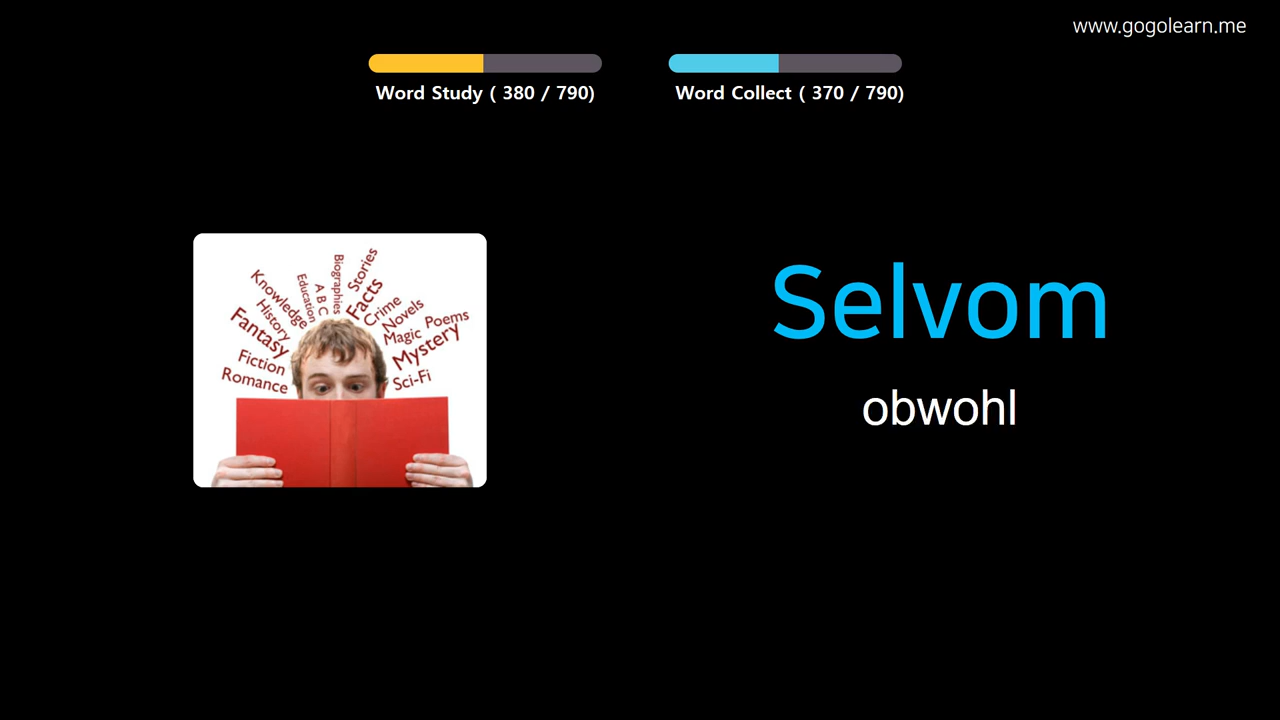 www.gogolearn.me
Word Study ( 380 / 790)
Word Collect ( 370 / 790)
Biographies
Stories
Knowledge
Education
A B C
Facts
History
Crime
Novels
Fantasy
Magic
Poems
Mystery
Fiction
Romance
Sci-Fi
Selvom
obwohl